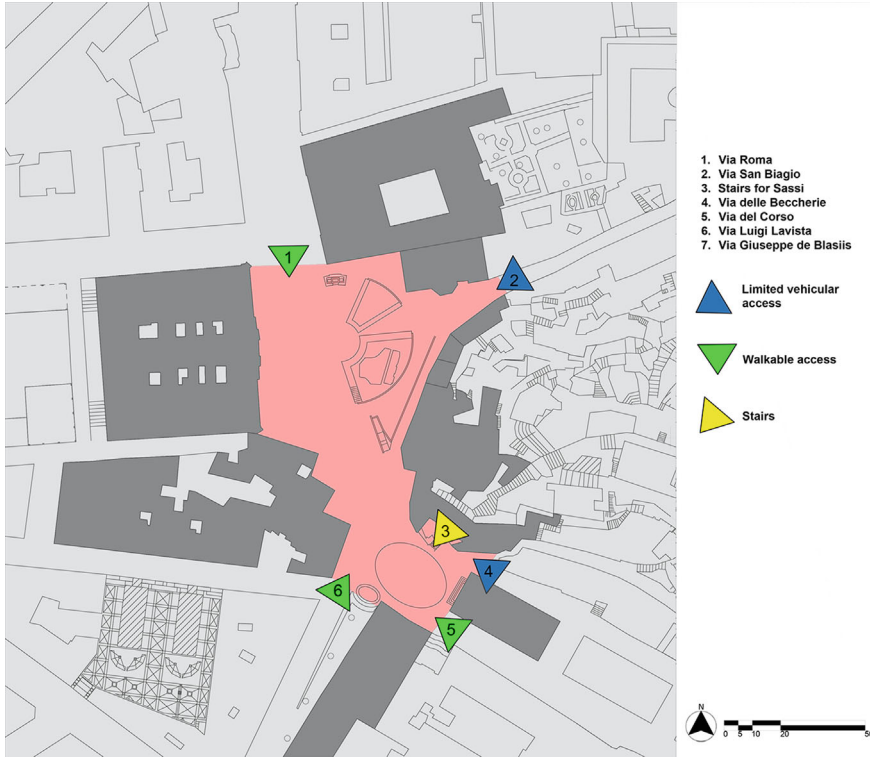 1
2
3
4
5
6
1. Via Roma
2. Via San Biagio
3. Stairs for Sassi
4. Via delle Beccherie
5. Via del Corso
6. Via Luigi Lavista
7. Via Giuseppe de Blasiis
Limited vehicular
access
Walkable access
Stairs
N
0 5 10 20 50